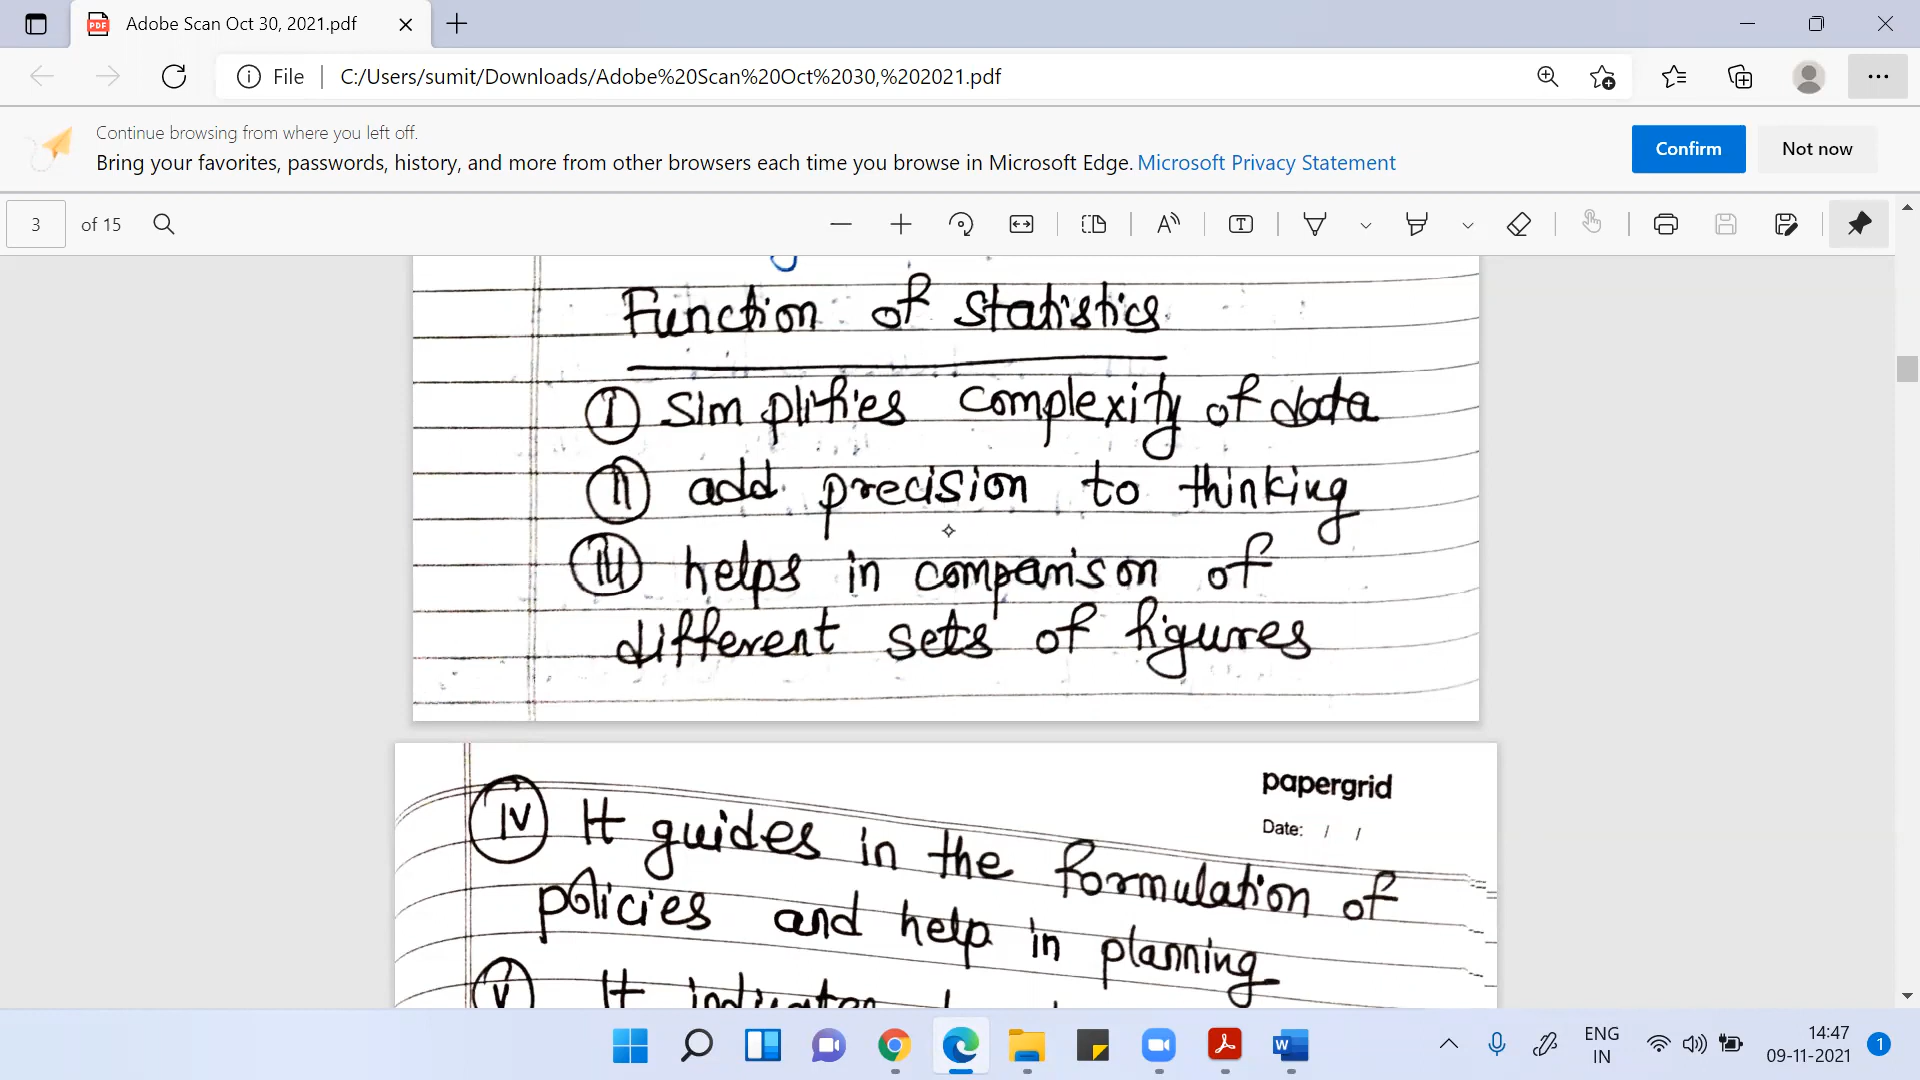 Adobe Scan Oct 30, 2021.pdf
File
C:/Users/sumit/Downloads/Adobe%20Scan%20Oct%2030,%202021.pdf
Continue browsing from where you left off.
Bring your favorites, passwords, history, and more from other browsers each time you browse in Microsoft Edge. Microsoft Privacy Statement
Confirm
Not now
3 of 15
Function of Statistics
(I) Simplifies complexity of data
(II) add precision to thinking
(III) helps in comparison of
different sets of figures
papergrid
Date: / /
(IV) It guides in the formulation of
policies and help in planning
(V) It
ENG
IN
14:47
09-11-2021
1